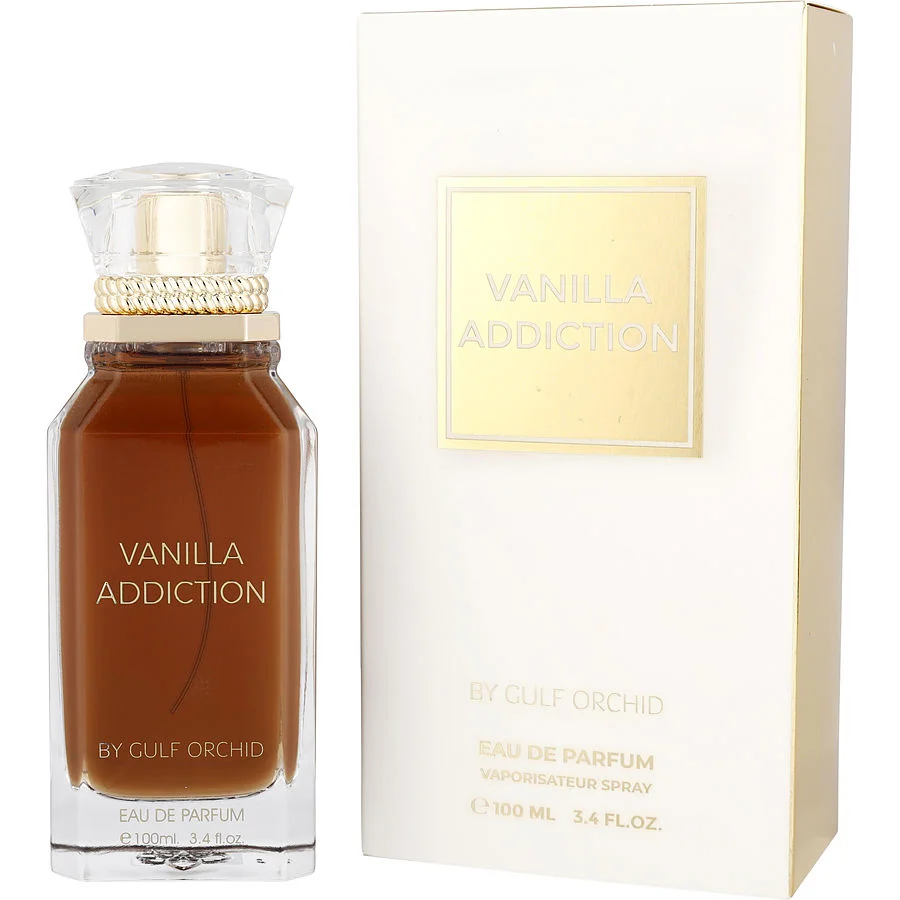 VANILLA
ADDICTION
BY GULF ORCHID
EAU DE PARFUM
℮100ml. 3.4 fl.oz.
VANILLA
ADDICTION
BY GULF ORCHID
EAU DE PARFUM
VAPORISATEUR SPRAY
℮ 100 ML 3.4 FL.OZ.